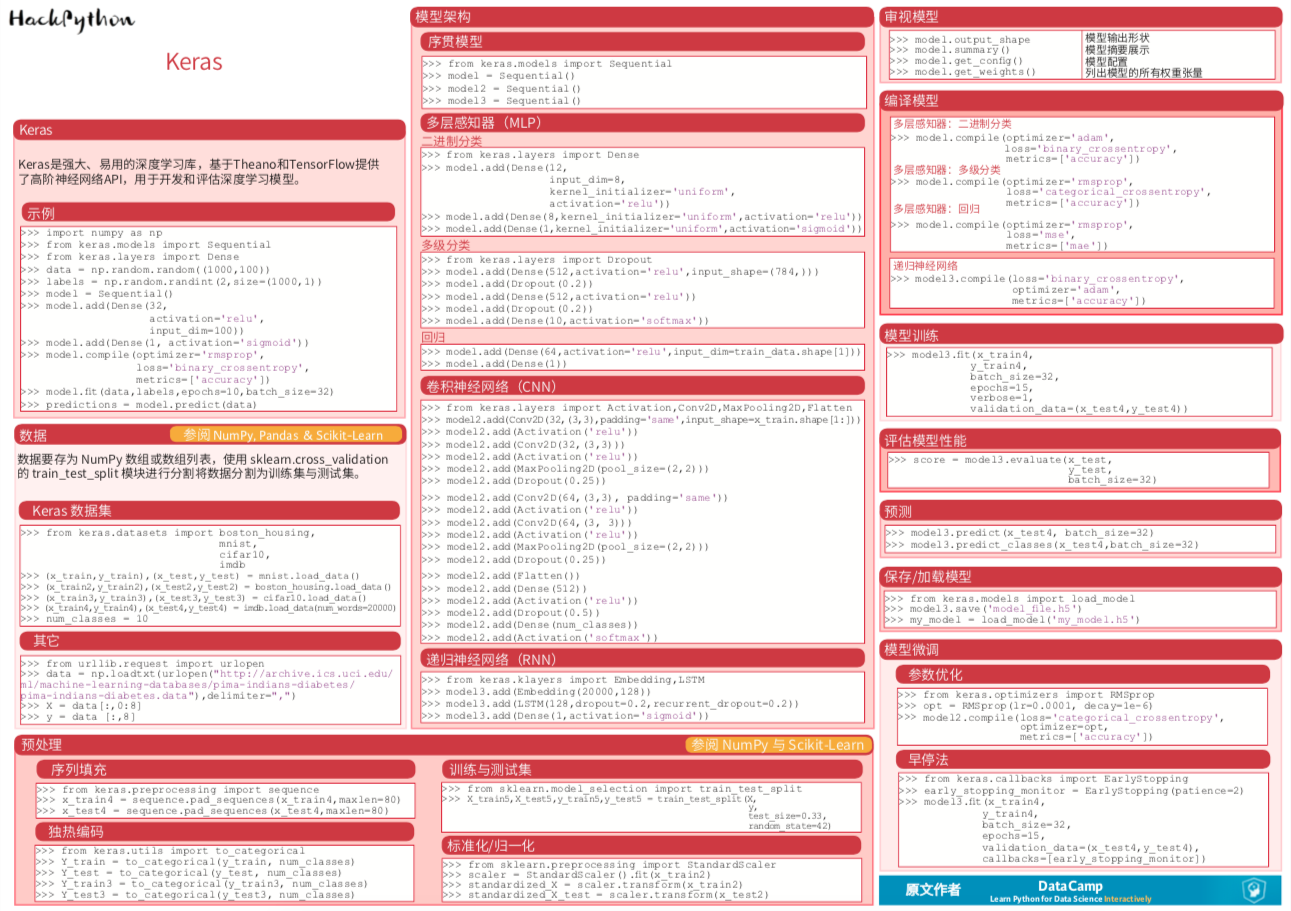 HackPython
Keras
Keras
Keras是强大、易用的深度学习库，基于Theano和TensorFlow提供
了高阶神经网络API，用于开发和评估深度学习模型。
示例
>>> import numpy as np
>>> from keras.models import Sequential
>>> from keras.layers import Dense
>>> data = np.random.random((1000,100))
>>> labels = np.random.randint(2,size=(1000,1))
>>> model = Sequential()
>>> model.add(Dense(32,
activation='relu',
input_dim=100))
>>> model.add(Dense(1, activation='sigmoid'))
>>> model.compile(optimizer='rmsprop',
loss='binary_crossentropy',
metrics=['accuracy'])
>>> model.fit(data,labels,epochs=10,batch_size=32)
>>> predictions = model.predict(data)
数据
参阅 NumPy, Pandas & Scikit-Learn
数据要存为 NumPy 数组或数组列表，使用 sklearn.cross_validation
的 train_test_split 模块进行分割将数据分割为训练集与测试集。
Keras 数据集
>>> from keras.datasets import boston_housing,
mnist,
cifar10,
imdb
>>> (x_train,y_train),(x_test,y_test) = mnist.load_data()
>>> (x_train2,y_train2),(x_test2,y_test2) = boston_housing.load_data()
>>> (x_train3,y_train3),(x_test3,y_test3) = cifar10.load_data()
>>> (x_train4,y_train4),(x_test4,y_test4) = imdb.load_data(num_words=20000)
>>> num_classes = 10
其它
>>> from urllib.request import urlopen
>>> data = np.loadtxt(urlopen("http://archive.ics.uci.edu/
ml/machine-learning-databases/pima-indians-diabetes/
pima-indians-diabetes.data"),delimiter=",")
>>> X = data[:,0:8]
>>> y = data [:,8]
模型架构
序贯模型
>>> from keras.models import Sequential
>>> model = Sequential()
>>> model2 = Sequential()
>>> model3 = Sequential()
多层感知器（MLP）
二进制分类
>>> from keras.layers import Dense
>>> model.add(Dense(12,
input_dim=8,
kernel_initializer='uniform',
activation='relu'))
>>> model.add(Dense(8,kernel_initializer='uniform',activation='relu'))
>>> model.add(Dense(1,kernel_initializer='uniform',activation='sigmoid'))
多级分类
>>> from keras.layers import Dropout
>>> model.add(Dense(512,activation='relu',input_shape=(784,)))
>>> model.add(Dropout(0.2))
>>> model.add(Dense(512,activation='relu'))
>>> model.add(Dropout(0.2))
>>> model.add(Dense(10,activation='softmax'))
回归
>>> model.add(Dense(64,activation='relu',input_dim=train_data.shape[1]))
>>> model.add(Dense(1))
卷积神经网络（CNN）
>>> from keras.layers import Activation,Conv2D,MaxPooling2D,Flatten
>>> model2.add(Conv2D(32,(3,3),padding='same',input_shape=x_train.shape[1:]))
>>> model2.add(Activation('relu'))
>>> model2.add(Conv2D(32,(3,3)))
>>> model2.add(Activation('relu'))
>>> model2.add(MaxPooling2D(pool_size=(2,2)))
>>> model2.add(Dropout(0.25))
>>> model2.add(Conv2D(64,(3,3), padding='same'))
>>> model2.add(Activation('relu'))
>>> model2.add(Conv2D(64,(3, 3)))
>>> model2.add(Activation('relu'))
>>> model2.add(MaxPooling2D(pool_size=(2,2)))
>>> model2.add(Dropout(0.25))
>>> model2.add(Flatten())
>>> model2.add(Dense(512))
>>> model2.add(Activation('relu'))
>>> model2.add(Dropout(0.5))
>>> model2.add(Dense(num_classes))
>>> model2.add(Activation('softmax'))
递归神经网络（RNN）
>>> from keras.klayers import Embedding,LSTM
>>> model3.add(Embedding(20000,128))
>>> model3.add(LSTM(128,dropout=0.2,recurrent_dropout=0.2))
>>> model3.add(Dense(1,activation='sigmoid'))
预处理
参阅 NumPy 与 Scikit-Learn
序列填充
>>> from keras.preprocessing import sequence
>>> x_train4 = sequence.pad_sequences(x_train4,maxlen=80)
>>> x_test4 = sequence.pad_sequences(x_test4,maxlen=80)
独热编码
>>> from keras.utils import to_categorical
>>> Y_train = to_categorical(y_train, num_classes)
>>> Y_test = to_categorical(y_test, num_classes)
>>> Y_train3 = to_categorical(y_train3, num_classes)
>>> Y_test3 = to_categorical(y_test3, num_classes)
训练与测试集
>>> from sklearn.model_selection import train_test_split
>>> X_train5,X_test5,y_train5,y_test5 = train_test_split(X,
y,
test_size=0.33,
random_state=42)
标准化/归一化
>>> from sklearn.preprocessing import StandardScaler
>>> scaler = StandardScaler().fit(x_train2)
>>> standardized_X = scaler.transform(x_train2)
>>> standardized_X_test = scaler.transform(x_test2)
审视模型
>>> model.output_shape 模型输出形状
>>> model.summary() 模型摘要展示
>>> model.get_config() 模型配置
>>> model.get_weights() 列出模型的所有权重张量
编译模型
多层感知器：二进制分类
>>> model.compile(optimizer='adam',
loss='binary_crossentropy',
metrics=['accuracy'])
多层感知器：多级分类
>>> model.compile(optimizer='rmsprop',
loss='categorical_crossentropy',
metrics=['accuracy'])
多层感知器：回归
>>> model.compile(optimizer='rmsprop',
loss='mse',
metrics=['mae'])
递归神经网络
>>> model3.compile(loss='binary_crossentropy',
optimizer='adam',
metrics=['accuracy'])
模型训练
>>> model3.fit(x_train4,
y_train4,
batch_size=32,
epochs=15,
verbose=1,
validation_data=(x_test4,y_test4))
评估模型性能
>>> score = model3.evaluate(x_test,
y_test,
batch_size=32)
预测
>>> model3.predict(x_test4, batch_size=32)
>>> model3.predict_classes(x_test4,batch_size=32)
保存/加载模型
>>> from keras.models import load_model
>>> model3.save('model_file.h5')
>>> my_model = load_model('my_model.h5')
模型微调
参数优化
>>> from keras.optimizers import RMSprop
>>> opt = RMSprop(lr=0.0001, decay=1e-6)
>>> model2.compile(loss='categorical_crossentropy',
optimizer=opt,
metrics=['accuracy'])
早停法
>>> from keras.callbacks import EarlyStopping
>>> early_stopping_monitor = EarlyStopping(patience=2)
>>> model3.fit(x_train4,
y_train4,
batch_size=32,
epochs=15,
validation_data=(x_test4,y_test4),
callbacks=[early_stopping_monitor])
原文作者
DataCamp
Learn Python for Data Science Interactively